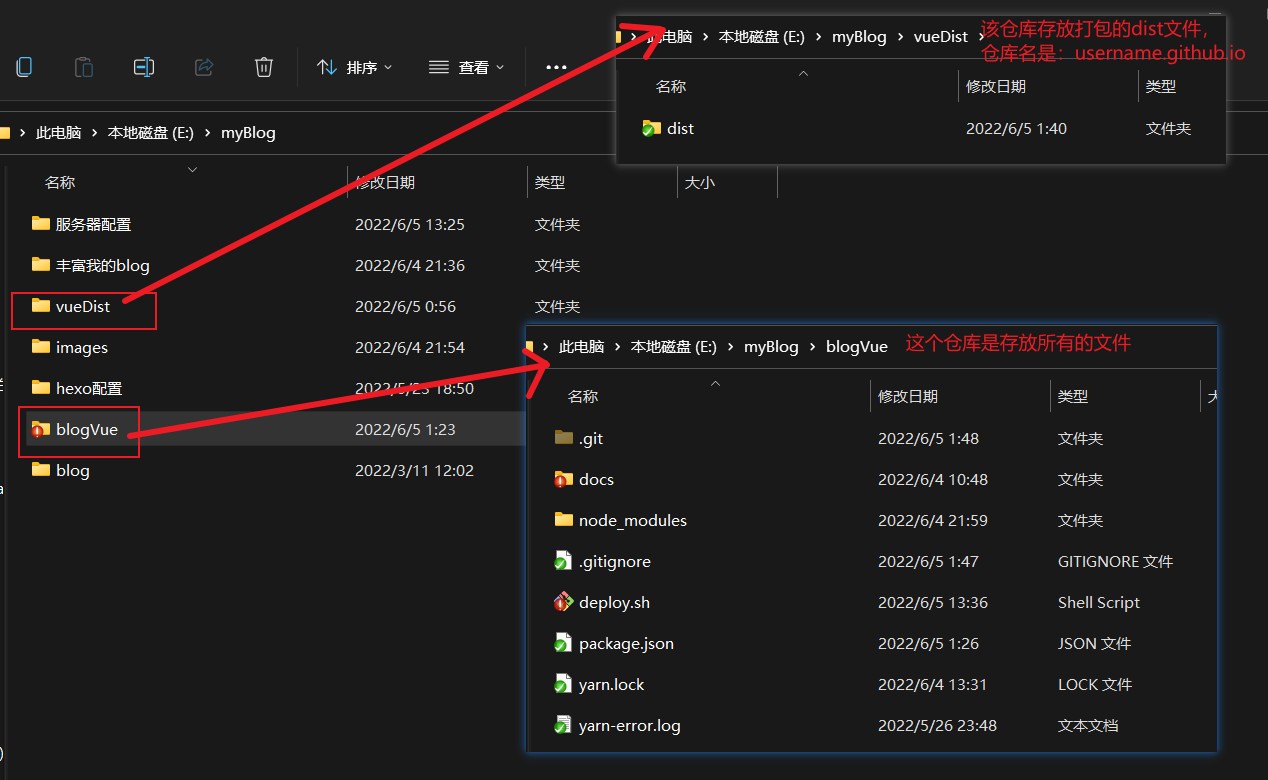 排序
查看
此电脑 本地磁盘 (E:) myBlog
名称 修改日期 类型 大小
服务器配置 2022/6/5 13:25 文件夹
丰富我的blog 2022/6/4 21:36 文件夹
vueDist 2022/6/5 0:56 文件夹
images 2022/6/4 21:54
hexo配置 2022/5/23 18:50
blogVue 2022/6/5 1:23
blog 2022/3/11 12:02
此电脑 本地磁盘 (E:) myBlog vueDist
该仓库存放打包的dist文件,
仓库名是：username.github.io
名称 修改日期 类型
dist 2022/6/5 1:40 文件夹
此电脑 本地磁盘 (E:) myBlog blogVue
这个仓库是存放所有的文件
名称 修改日期 类型
.git 2022/6/5 1:48 文件夹
docs 2022/6/4 10:48 文件夹
node_modules 2022/6/4 21:59 文件夹
.gitignore 2022/6/5 1:47 GITIGNORE 文件
deploy.sh 2022/6/5 13:36 Shell Script
package.json 2022/6/5 1:26 JSON 文件
yarn.lock 2022/6/4 13:31 LOCK 文件
yarn-error.log 2022/5/26 23:48 文本文档